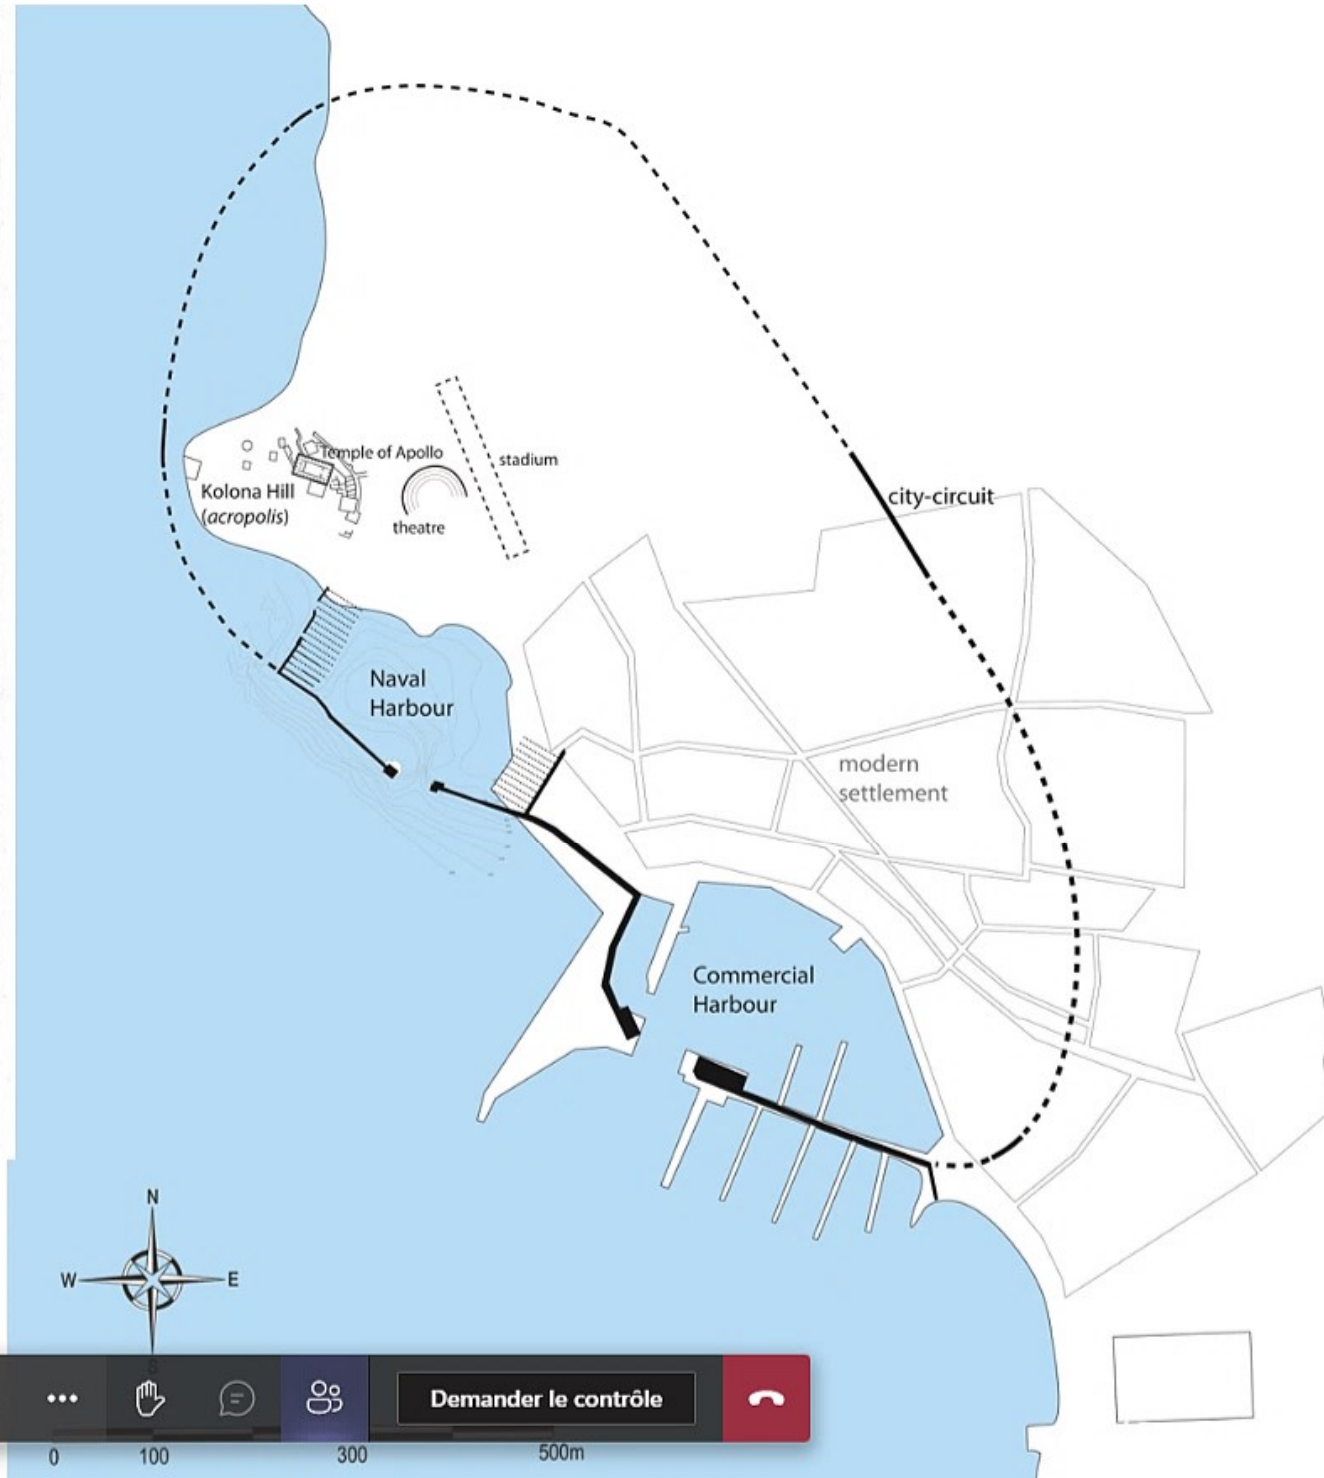 Temple of Apollo
stadium
Kolona Hill
(acropolis)
theatre
city-circuit
Naval
Harbour
modern
settlement
Commercial
Harbour
N
W
E
S
Demander le contrôle
0
100
300
500m